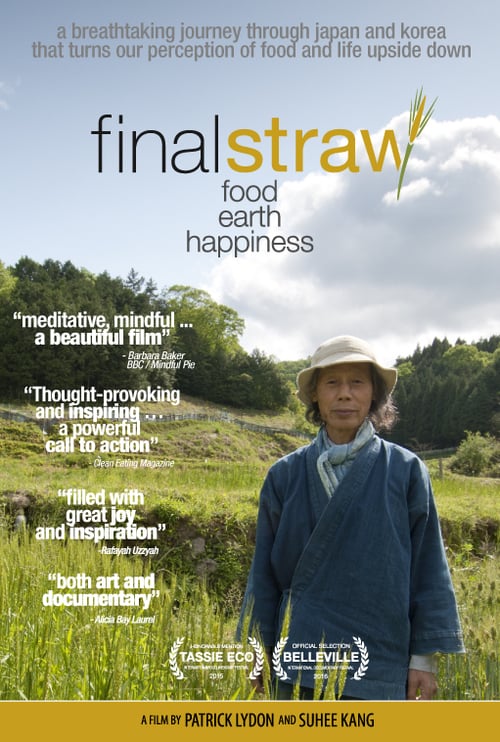 a breathtaking journey through japan and korea
that turns our perception of food and life upside down
finalstraw
food
earth
happiness
“meditative, mindful ...
a beautiful film”
- Barbara Baker
BBC / Mindful Pie
“Thought-provoking
and inspiring ...
a powerful
call to action”
- Clean Eating Magazine
“filled with
great joy
and inspiration”
-Rafayah Uzzyah
“both art and
documentary”
- Alicia Bay Laurel
HONORABLE MENTION
TASSIE ECO
2015
OFFICIAL SELECTION
BELLEVILLE
INTERNATIONAL DOCUMENTARY FESTIVAL
2015
A FILM BY PATRICK LYDON AND SUHEE KANG